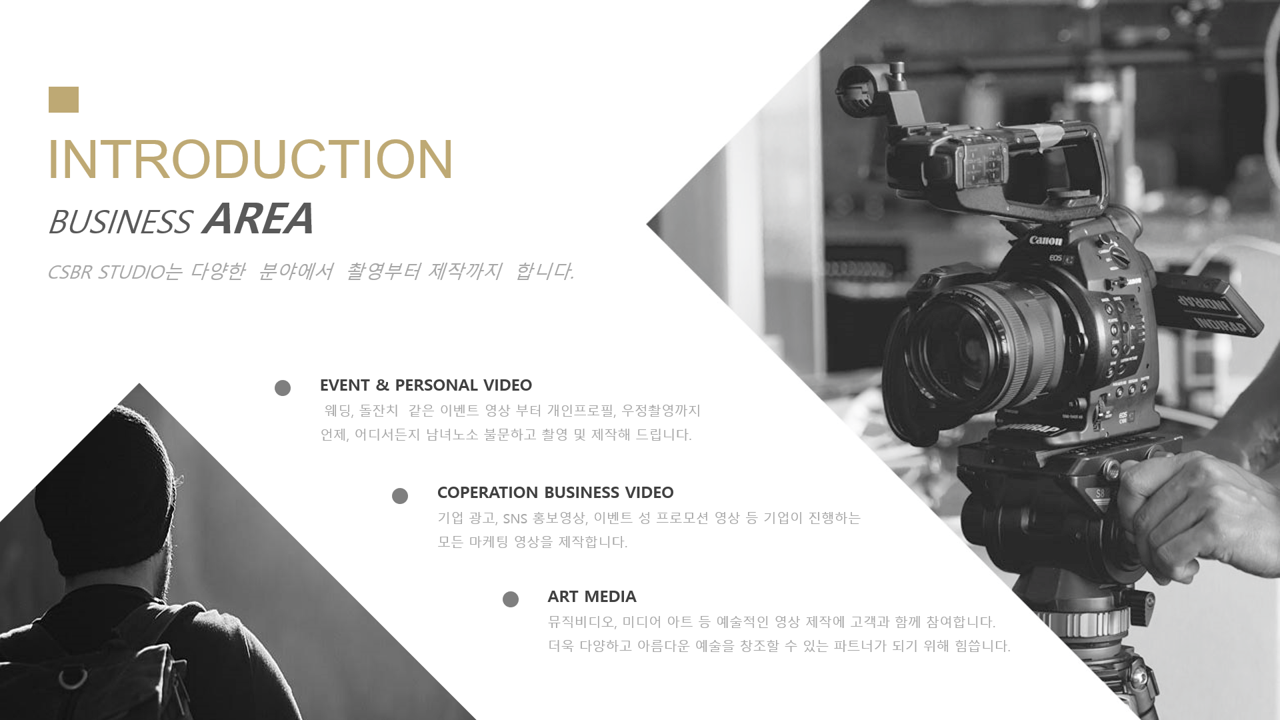 INTRODUCTION
BUSINESS AREA
CSBR STUDIO는 다양한 분야에서 촬영부터 제작까지 합니다.
EVENT & PERSONAL VIDEO
웨딩, 돌잔치 같은 이벤트 영상 부터 개인프로필, 우정촬영까지
언제, 어디서든지 남녀노소 불문하고 촬영 및 제작해 드립니다.
COPERATION BUSINESS VIDEO
기업 광고, SNS 홍보영상, 이벤트 성 프로모션 영상 등 기업이 진행하는
모든 마케팅 영상을 제작합니다.
ART MEDIA
뮤직비디오, 미디어 아트 등 예술적인 영상 제작에 고객과 함께 참여합니다.
더욱 다양하고 아름다운 예술을 창조할 수 있는 파트너가 되기 위해 힘씁니다.
Canon
EOS
INDIRAP
INDIRAP
INDIRAP
S8